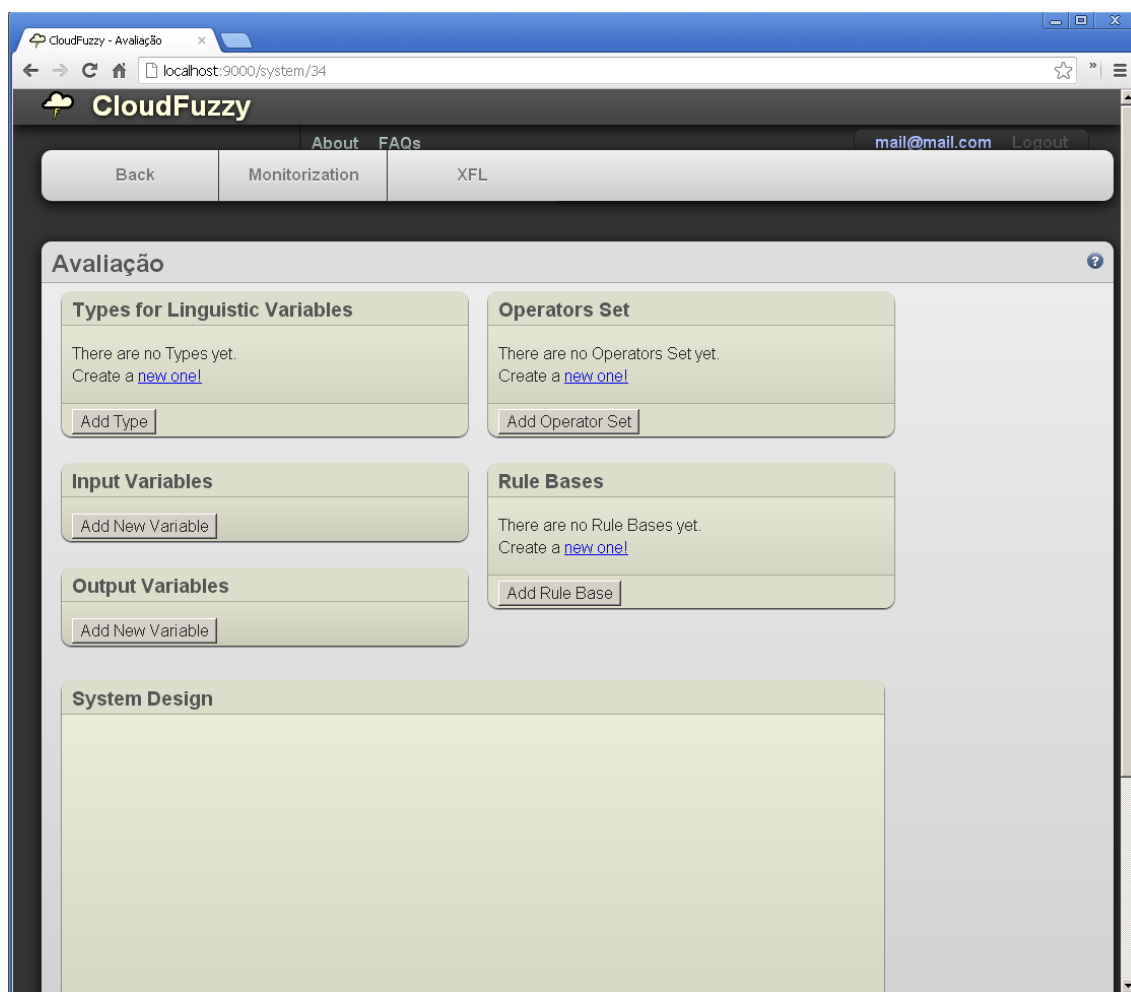 CloudFuzzy - Avaliação
localhost:9000/system/34
CloudFuzzy
About FAQs
mail@mail.com Logout
Back Monitorization XFL
Avaliação
Types for Linguistic Variables
There are no Types yet.
Create a new one!
Add Type
Operators Set
There are no Operators Set yet.
Create a new one!
Add Operator Set
Input Variables
Add New Variable
Rule Bases
There are no Rule Bases yet.
Create a new one!
Add Rule Base
Output Variables
Add New Variable
System Design